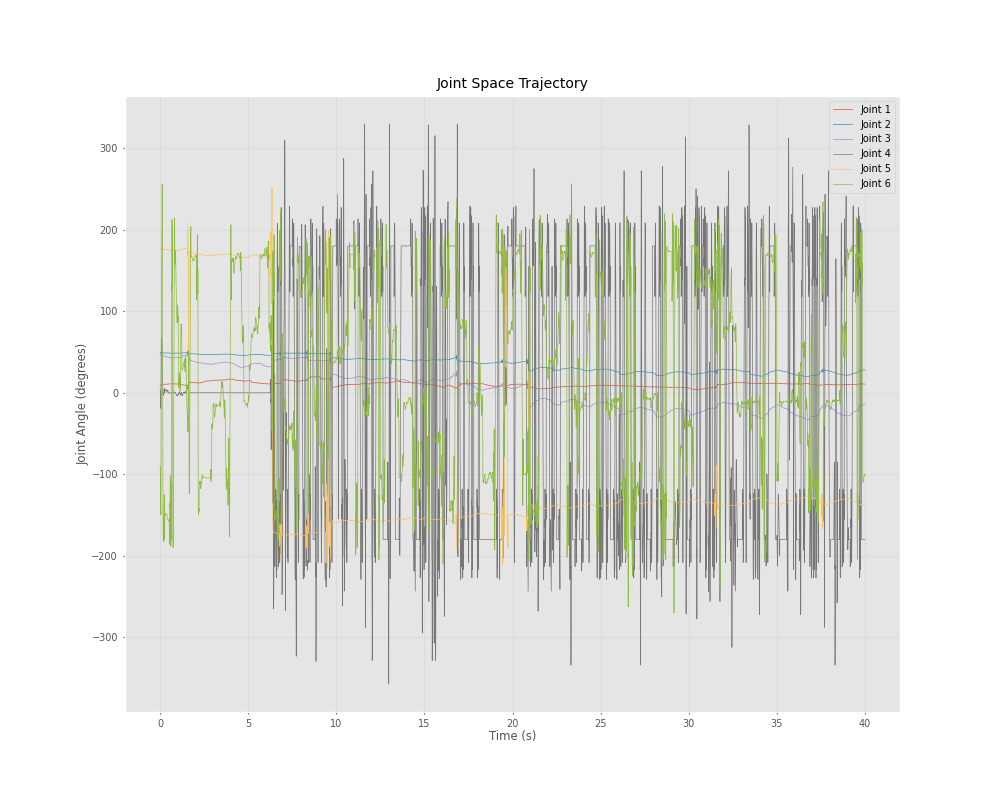 Joint Space Trajectory
Joint 1
Joint 2
Joint 3
Joint 4
Joint 5
Joint 6
Joint Angle (degrees)
300
200
100
0
−100
−200
−300
0 5 10 15 20 25 30 35 40
Time (s)